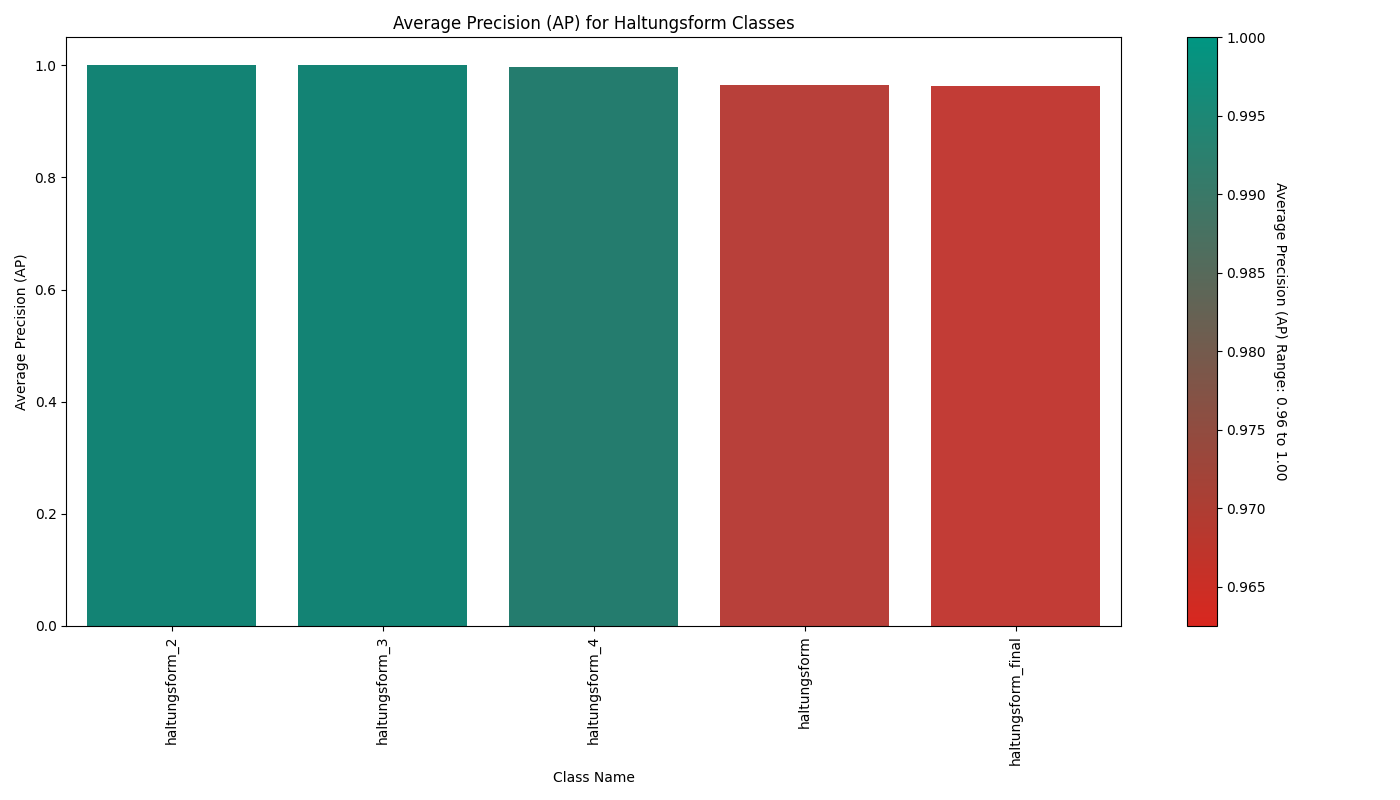 Average Precision (AP) for Haltungsform Classes
Average Precision (AP)
1.0
0.8
0.6
0.4
0.2
0.0
haltungsform_2
haltungsform_3
haltungsform_4
haltungsform
haltungsform_final
Class Name
1.000
0.995
0.990
0.985
0.980
0.975
0.970
0.965
Average Precision (AP) Range: 0.96 to 1.00